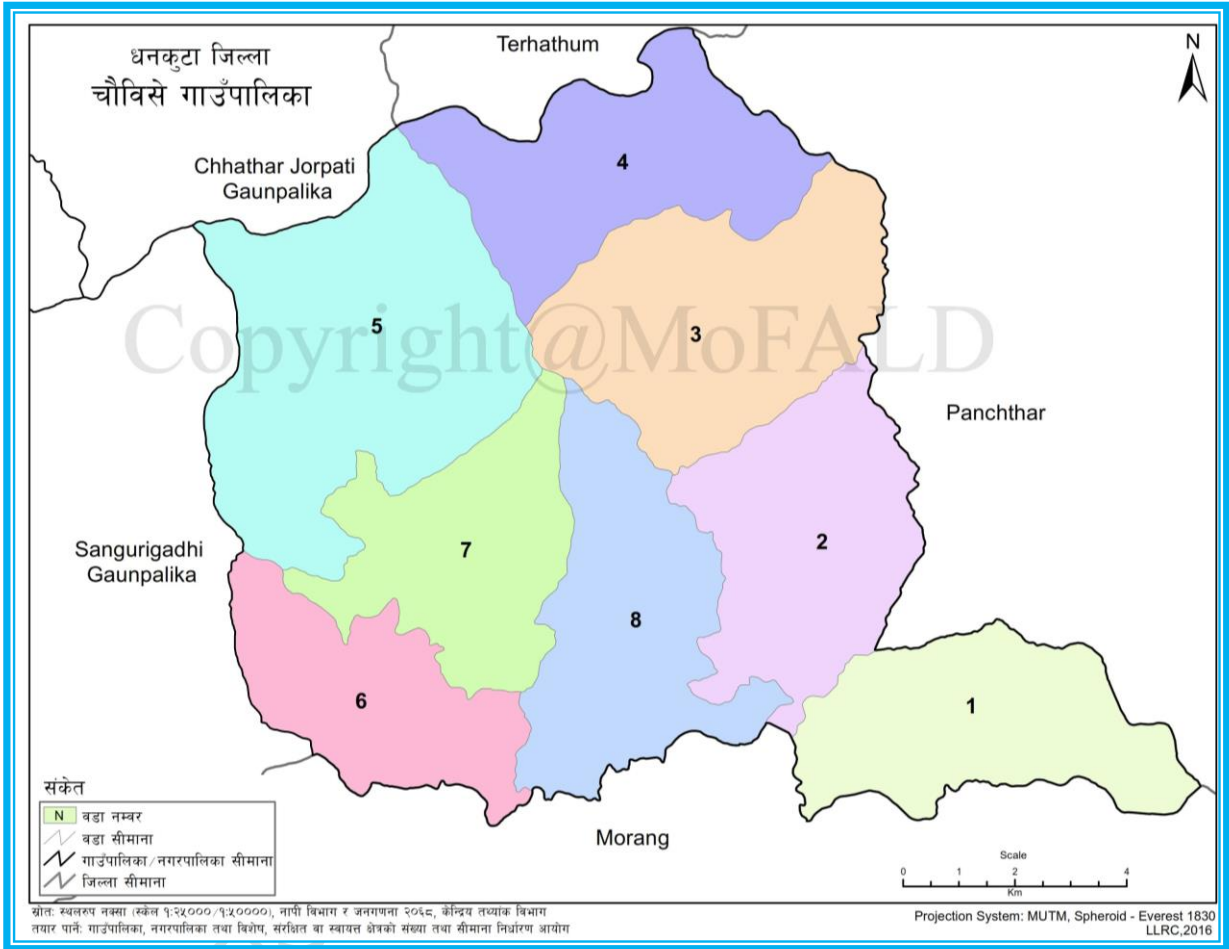 धनकुटा जिल्ला
चौविसे गाउँपालिका
Terhathum
N
Chhathar Jorpati
Gaunpalika
4
5
3
Copyright@MoFALD
Panchthar
Sangurigadhi
Gaunpalika
7
2
8
6
1
Morang
संकेत
N वडा नम्बर
वडा सीमाना
गाउँपालिका/नगरपालिका सीमाना
जिल्ला सीमाना
Scale
0 1 2 4
Km
स्रोतः स्थलरुप नक्सा (स्केल १:२५०००/१:५००००), नापी विभाग र जनगणना २०६८, केन्द्रिय तथ्यांक विभाग
तयार पार्नेः गाउँपालिका, नगरपालिका तथा विशेष, संरक्षित वा स्वायत्त क्षेत्रको संख्या तथा सीमाना निर्धारण आयोग
Projection System: MUTM, Spheroid - Everest 1830
LLRC,2016